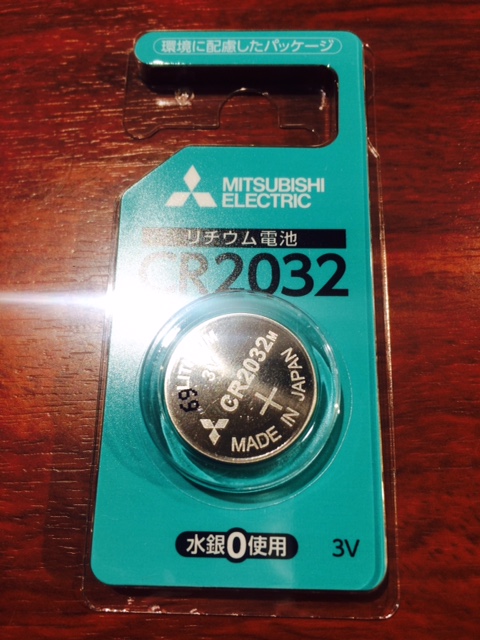 環境に配慮したパッケージ
MITSUBISHI
ELECTRIC
リチウム電池
CR2032
CR2032M
MADE IN JAPAN
69
水銀0使用
3V